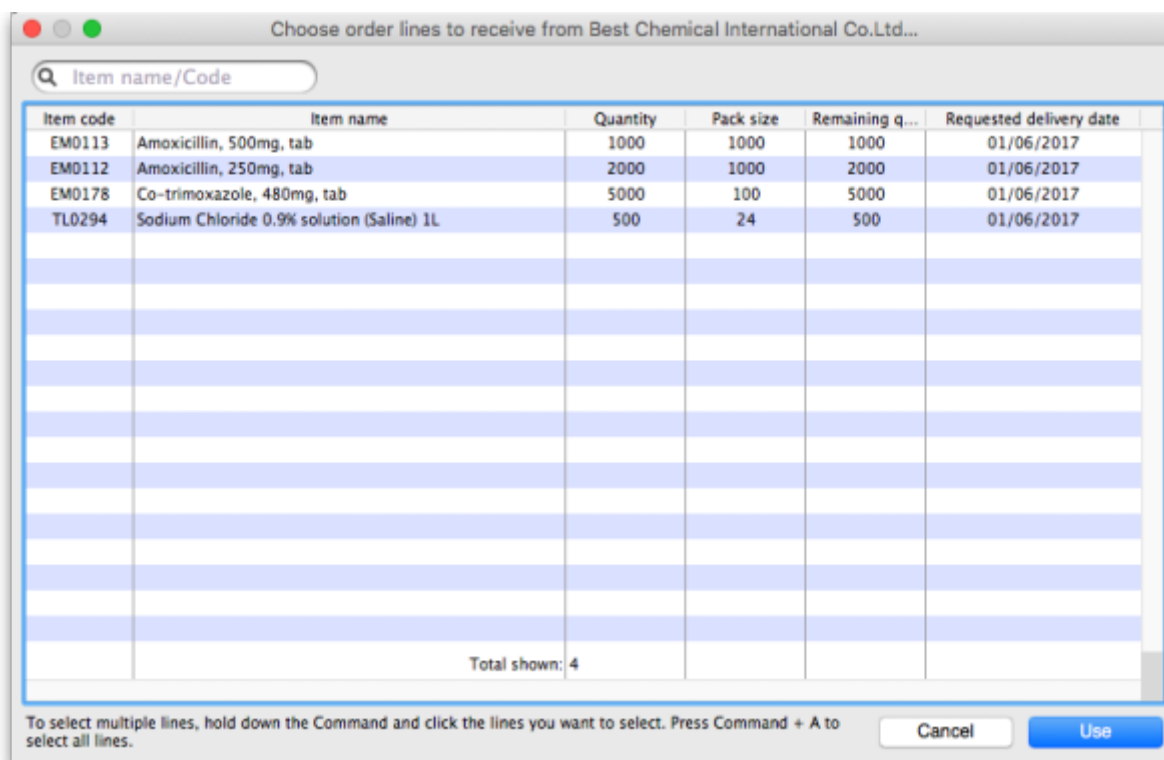 Choose order lines to receive from Best Chemical International Co.Ltd...
Item name/Code
Item code Item name Quantity Pack size Remaining q... Requested delivery date
EM0113 Amoxicillin, 500mg, tab 1000 1000 1000 01/06/2017
EM0112 Amoxicillin, 250mg, tab 2000 1000 2000 01/06/2017
EM0178 Co-trimoxazole, 480mg, tab 5000 100 5000 01/06/2017
TL0294 Sodium Chloride 0.9% solution (Saline) 1L 500 24 500 01/06/2017
Total shown: 4
To select multiple lines, hold down the Command and click the lines you want to select. Press Command + A to
select all lines.
Cancel Use